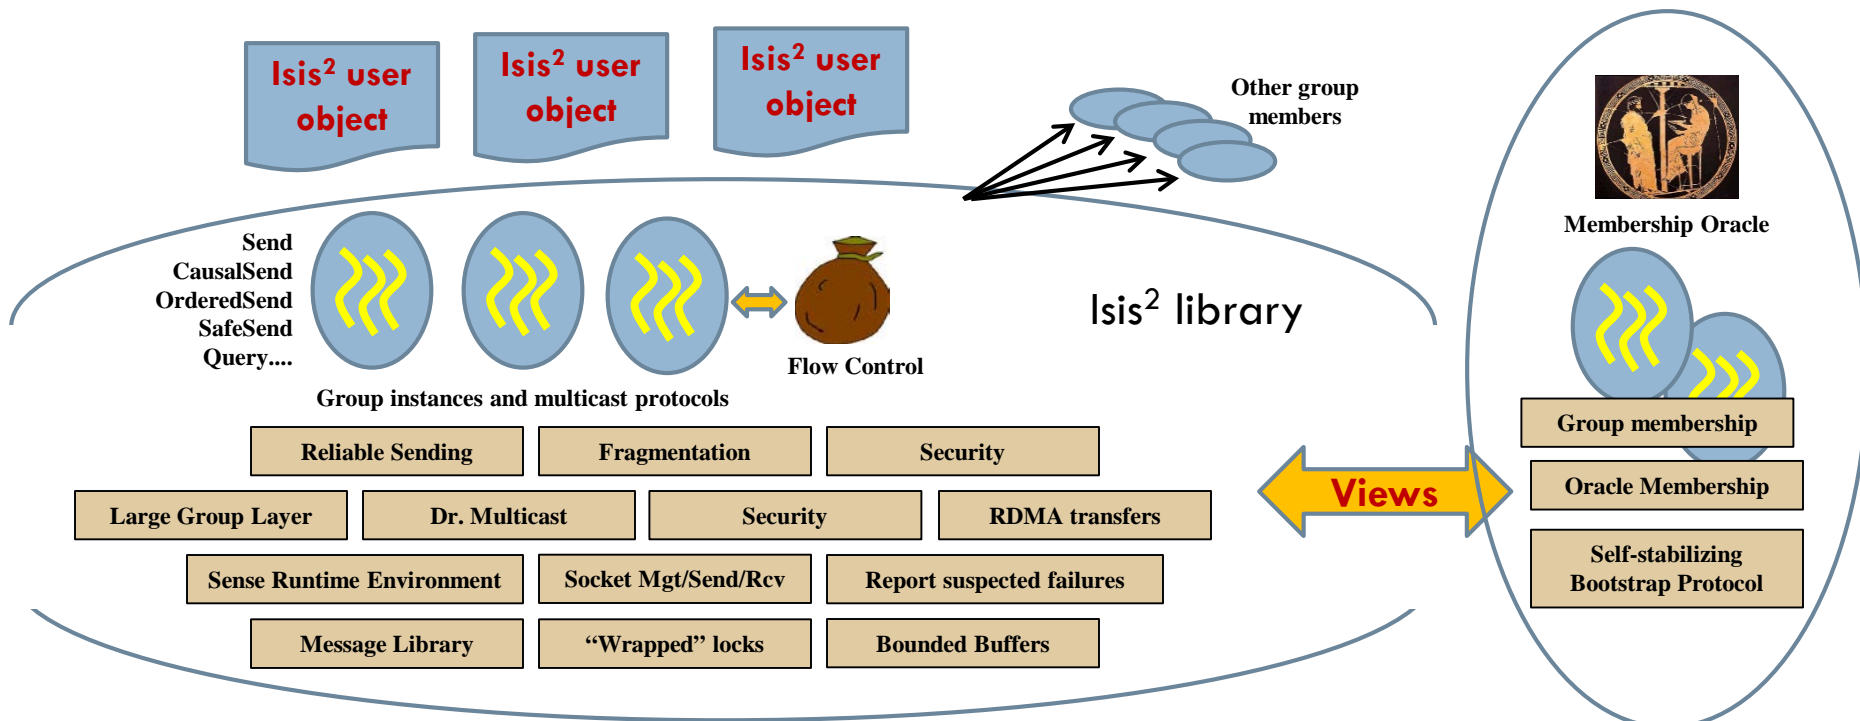 Isis² user
object
Isis² user
object
Isis² user
object
Other group
members
Membership Oracle
Send
CausalSend
OrderedSend
SafeSend
Query....
Flow Control
Isis² library
Group instances and multicast protocols
Reliable Sending
Fragmentation
Security
Large Group Layer
Dr. Multicast
Security
RDMA transfers
Sense Runtime Environment
Socket Mgt/Send/Rcv
Report suspected failures
Message Library
“Wrapped” locks
Bounded Buffers
Views
Group membership
Oracle Membership
Self-stabilizing
Bootstrap Protocol